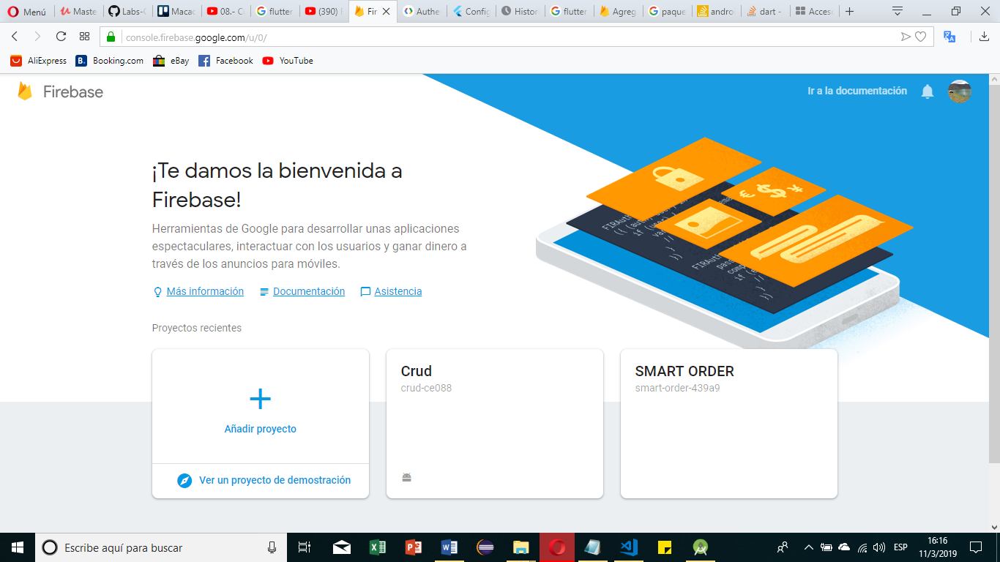 Menú
Maste
Labs-
Macac
08.- C
flutter
(390) F
Fir
Authe
Config
Histor
flutter
Agreg
paque
andro
dart -
Acces
console.firebase.google.com/u/0/
AliExpress
Booking.com
eBay
Facebook
YouTube
Firebase
Ir a la documentación
¡Te damos la bienvenida a
Firebase!
Herramientas de Google para desarrollar unas aplicaciones
espectaculares, interactuar con los usuarios y ganar dinero a
través de los anuncios para móviles.
Más información
Documentación
Asistencia
Proyectos recientes
Añadir proyecto
Ver un proyecto de demostración
Crud
crud-ce088
SMART ORDER
smart-order-439a9
Escribe aquí para buscar
ESP
16:16
11/3/2019